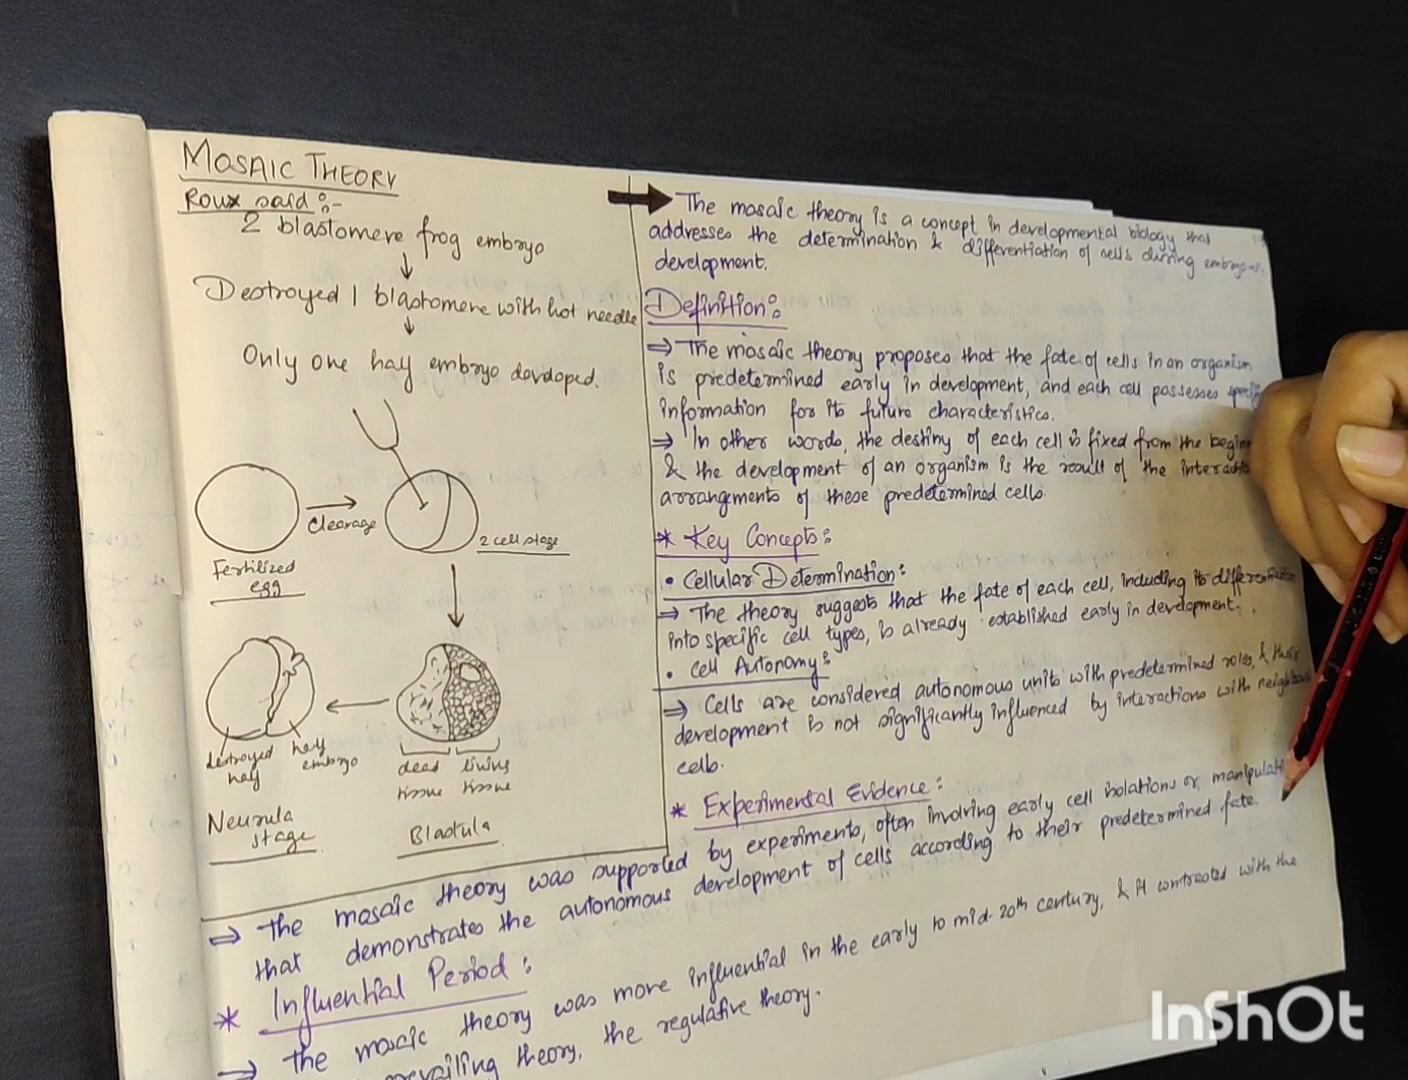 MOSAIC THEORY
Roux said :-
2 blastomere frog embryo
Destroyed 1 blastomere with hot needle
Only one half embryo developed.
Cleavage
Fertilized
egg
2 cell stage
destroyed
half
half
embryo
Neurula
stage
dead
tissue
living
tissue
Blastula
The mosaic theory is a concept in developmental biology that
addresses the determination & differentiation of cells during
development.
Definition:
⇒ The mosaic theory proposes that the fate of cells in an organism
is predetermined early in development, and each cell possesses
information for its future characteristics.
⇒ In other words, the destiny of each cell is fixed from the
& the development of an organism is the result of the
arrangements of these predetermined cells.
* Key Concepts:
• Cellular Determination:
⇒ The theory suggests that the fate of each cell, including its
into specific cell types, is already established early in development.
• Cell Autonomy:
⇒ Cells are considered autonomous units with predetermined roles, & their
development is not significantly influenced by interactions with
cells.
* Experimental Evidence:
⇒ The mosaic theory was supported by experiments, often involving early cell isolations or
that demonstrates the autonomous development of cells according to their predetermined fate.
* Influential Period:
⇒ The mosaic theory was more influential in the early to mid-20th century, & it contrasted with the
theory, the regulative theory.
InShOt